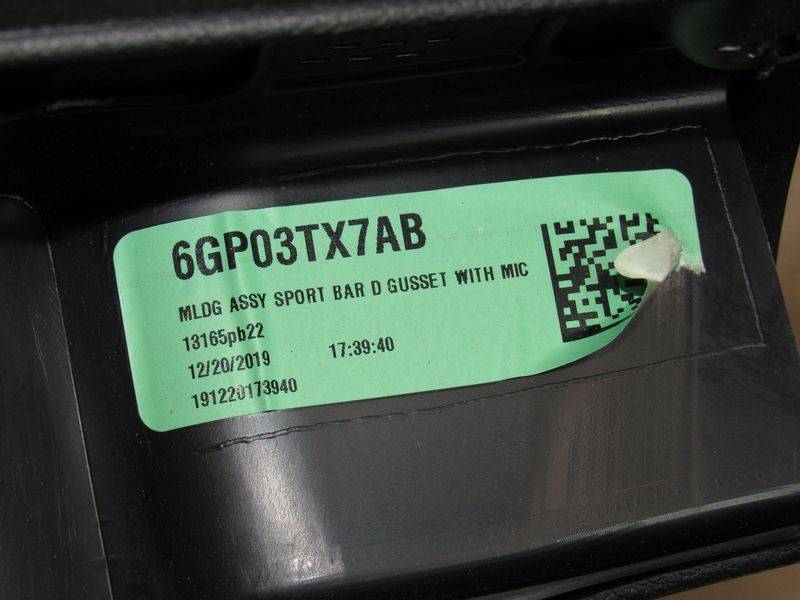 6GP03TX7AB
MLDG ASSY SPORT BAR D GUSSET WITH MIC
13165pb22
12/20/2019 17:39:40
191220173940